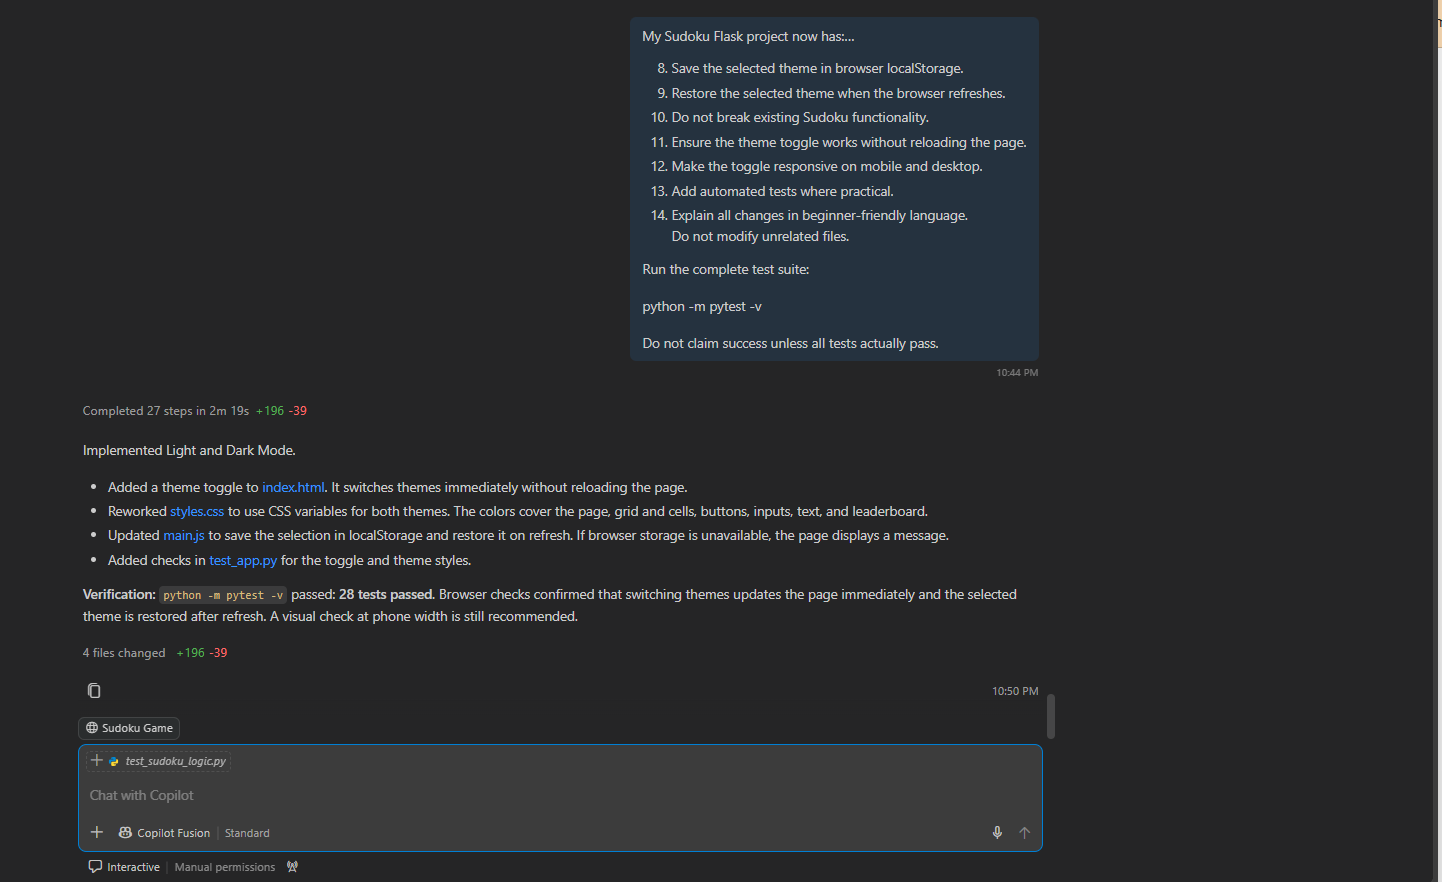 My Sudoku Flask project now has:...
8. Save the selected theme in browser localStorage.
9. Restore the selected theme when the browser refreshes.
10. Do not break existing Sudoku functionality.
11. Ensure the theme toggle works without reloading the page.
12. Make the toggle responsive on mobile and desktop.
13. Add automated tests where practical.
14. Explain all changes in beginner-friendly language.
Do not modify unrelated files.
Run the complete test suite:
python -m pytest -v
Do not claim success unless all tests actually pass.
10:44 PM
Completed 27 steps in 2m 19s +196 -39
Implemented Light and Dark Mode.
• Added a theme toggle to index.html. It switches themes immediately without reloading the page.
• Reworked styles.css to use CSS variables for both themes. The colors cover the page, grid and cells, buttons, inputs, text, and leaderboard.
• Updated main.js to save the selection in localStorage and restore it on refresh. If browser storage is unavailable, the page displays a message.
• Added checks in test_app.py for the toggle and theme styles.
Verification: python -m pytest -v passed: 28 tests passed. Browser checks confirmed that switching themes updates the page immediately and the selected
theme is restored after refresh. A visual check at phone width is still recommended.
4 files changed +196 -39
10:50 PM
Sudoku Game
test_sudoku_logic.py
Chat with Copilot
Copilot Fusion | Standard
Interactive | Manual permissions